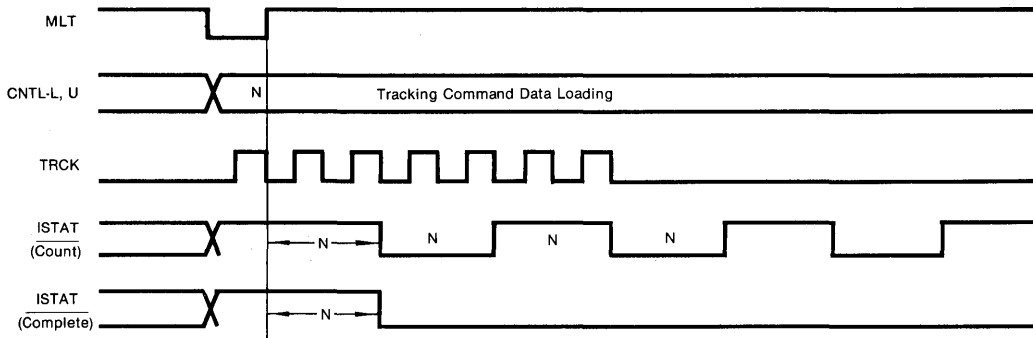 MLT
CNTL-L, U
N
Tracking Command Data Loading
TRCK
ISTAT
(Count)
N
N
N
N
ISTAT
(Complete)
N